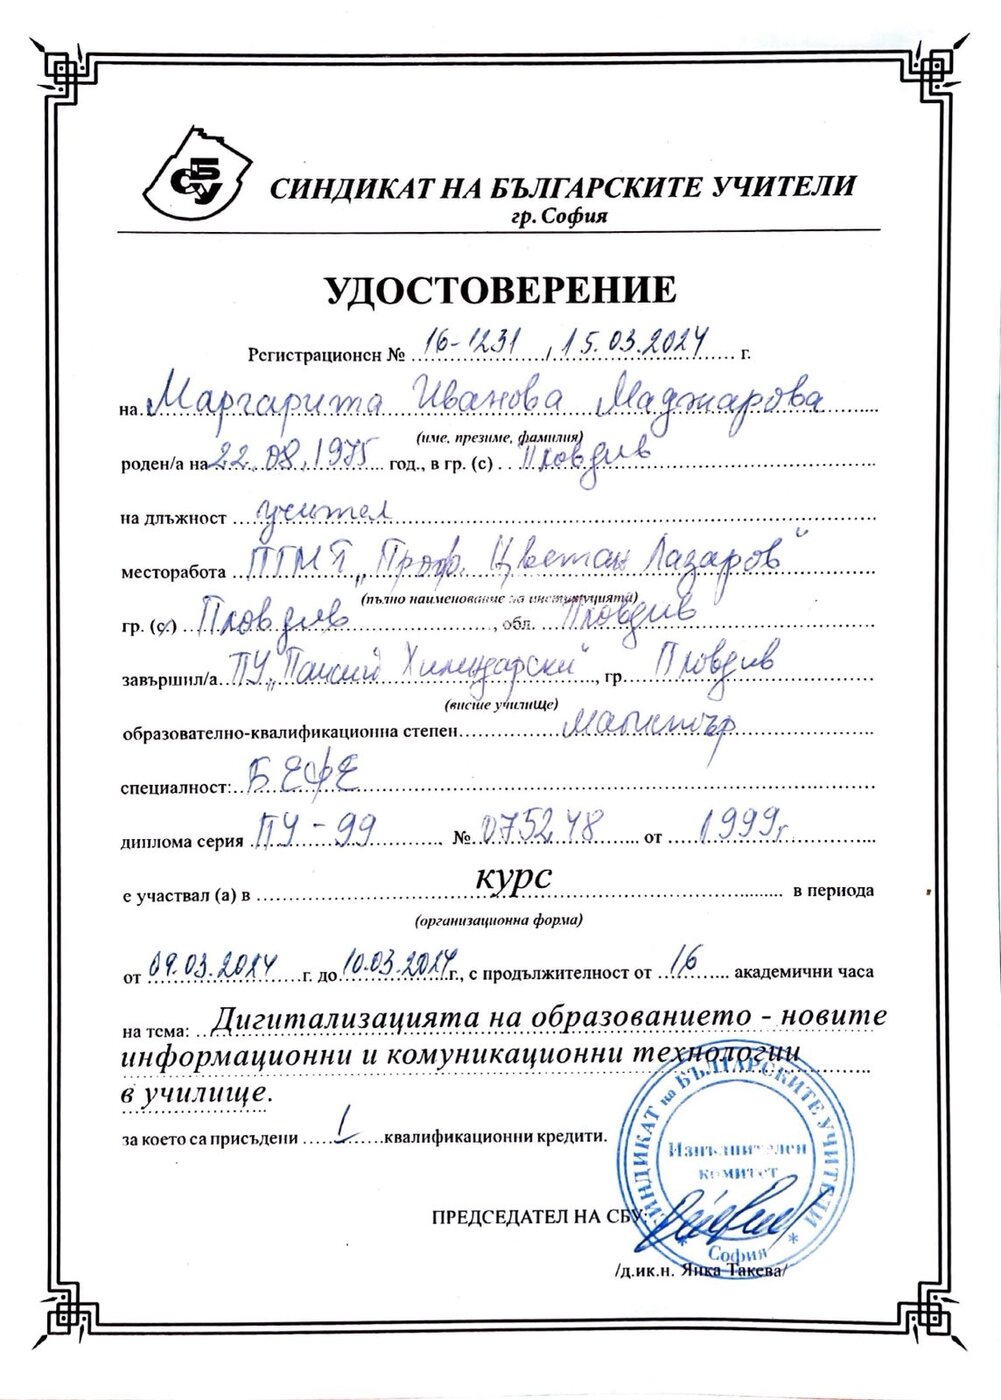 СБУ
СИНДИКАТ НА БЪЛГАРСКИТЕ УЧИТЕЛИ
гр. София
УДОСТОВЕРЕНИЕ
Регистрационен № 16-1231 / 15.03.2024 г.
на Маргарита Иванова Маджарова
(име, презиме, фамилия)
роден/а на 22.08.1975 год., в гр. (с) Пловдив
на длъжност учител
месторабота ПГМТ "Проф. Цветан Лазаров"
(пълно наименование на институцията)
гр. (с) Пловдив, обл. Пловдив
завършил/а ПУ "Паисий Хилендарски", гр. Пловдив
(висше училище)
образователно-квалификационна степен Магистър
специалност: БЕФЕ
диплома серия ПУ-99 № 075248 от 1999г.
е участвал (а) в курс в периода
(организационна форма)
от 09.03.2024 г. до 10.03.2024 г., с продължителност от 16 академични часа
на тема: Дигитализацията на образованието - новите
информационни и комуникационни технологии
в училище.
за което са присъдени 1 квалификационни кредити.
СИНДИКАТ на БЪЛГАРСКИТЕ УЧИТЕЛИ
Изпълнителен
комитет
* София *
ПРЕДСЕДАТЕЛ НА СБУ:
/д.ик.н. Янка Такева/